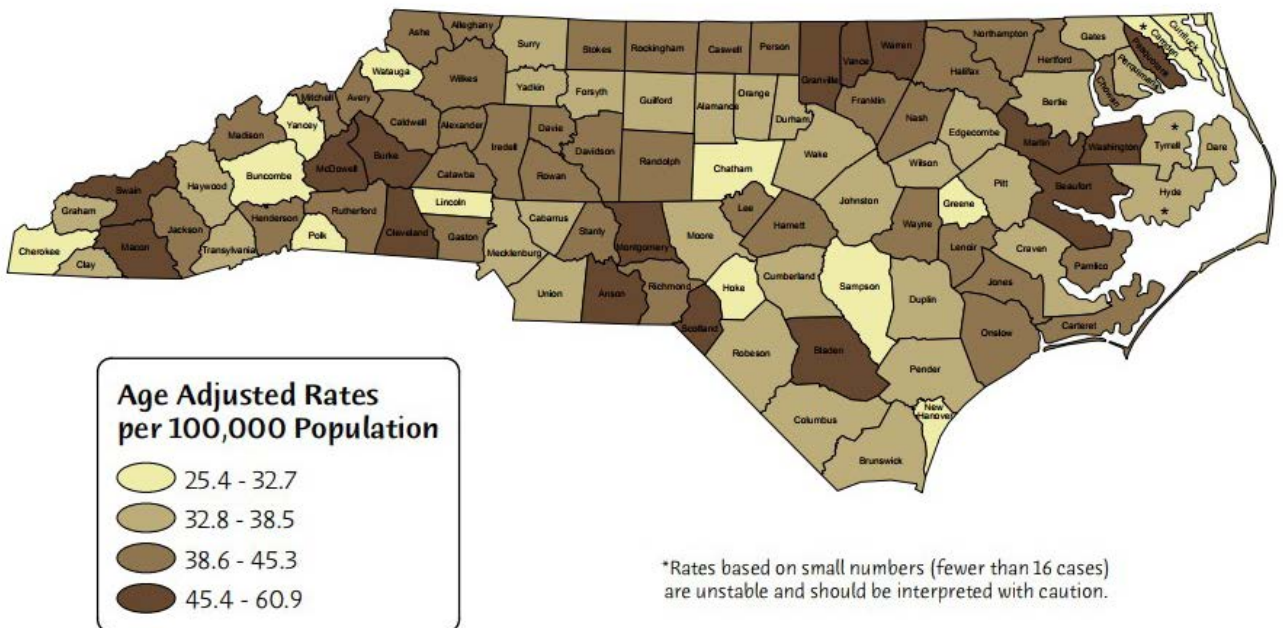 Ashe
Alleghany
Surry
Stokes
Rockingham
Caswell
Person
Granville
Vance
Warren
Northampton
Gates
*
Camden
Currituck
Pasquotank
Perquimans
Chowan
Hertford
Halifax
Bertie
Watauga
Wilkes
Yadkin
Forsyth
Guilford
Alamance
Orange
Durham
Franklin
Nash
Edgecombe
Martin
Washington
*
Tyrrell
Dare
Mitchell
Avery
Yancey
Caldwell
Alexander
Iredell
Davie
Davidson
Randolph
Chatham
Wake
Wilson
Pitt
Beaufort
Hyde
*
Madison
Buncombe
McDowell
Burke
Catawba
Rowan
Lincoln
Swain
Haywood
Graham
Jackson
Henderson
Rutherford
Polk
Cleveland
Gaston
Cabarrus
Stanly
Montgomery
Moore
Lee
Harnett
Johnston
Wayne
Greene
Lenoir
Craven
Pamlico
Cherokee
Clay
Macon
Transylvania
Mecklenburg
Union
Anson
Richmond
Hoke
Cumberland
Sampson
Duplin
Jones
Onslow
Carteret
Scotland
Robeson
Bladen
Pender
New
Hanover
Columbus
Brunswick
Age Adjusted Rates
per 100,000 Population
25.4 - 32.7
32.8 - 38.5
38.6 - 45.3
45.4 - 60.9
*Rates based on small numbers (fewer than 16 cases)
are unstable and should be interpreted with caution.